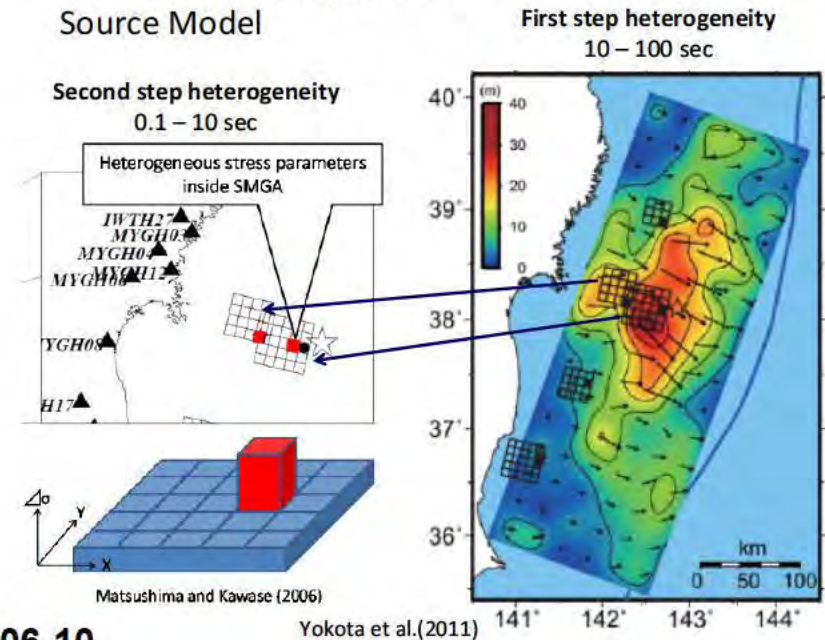 Source Model
First step heterogeneity
10 – 100 sec
Second step heterogeneity
0.1 – 10 sec
Heterogeneous stress parameters
inside SMGA
IWTH27
MYGH03
MYGH04
MYGH12
MYGH06
YGH08
H17
Δσ
Y
X
Matsushima and Kawase (2006)
(m)
40
30
20
10
0
40˚
39˚
38˚
37˚
36˚
km
0 50 100
141˚ 142˚ 143˚ 144˚
Yokota et al.(2011)
06-10